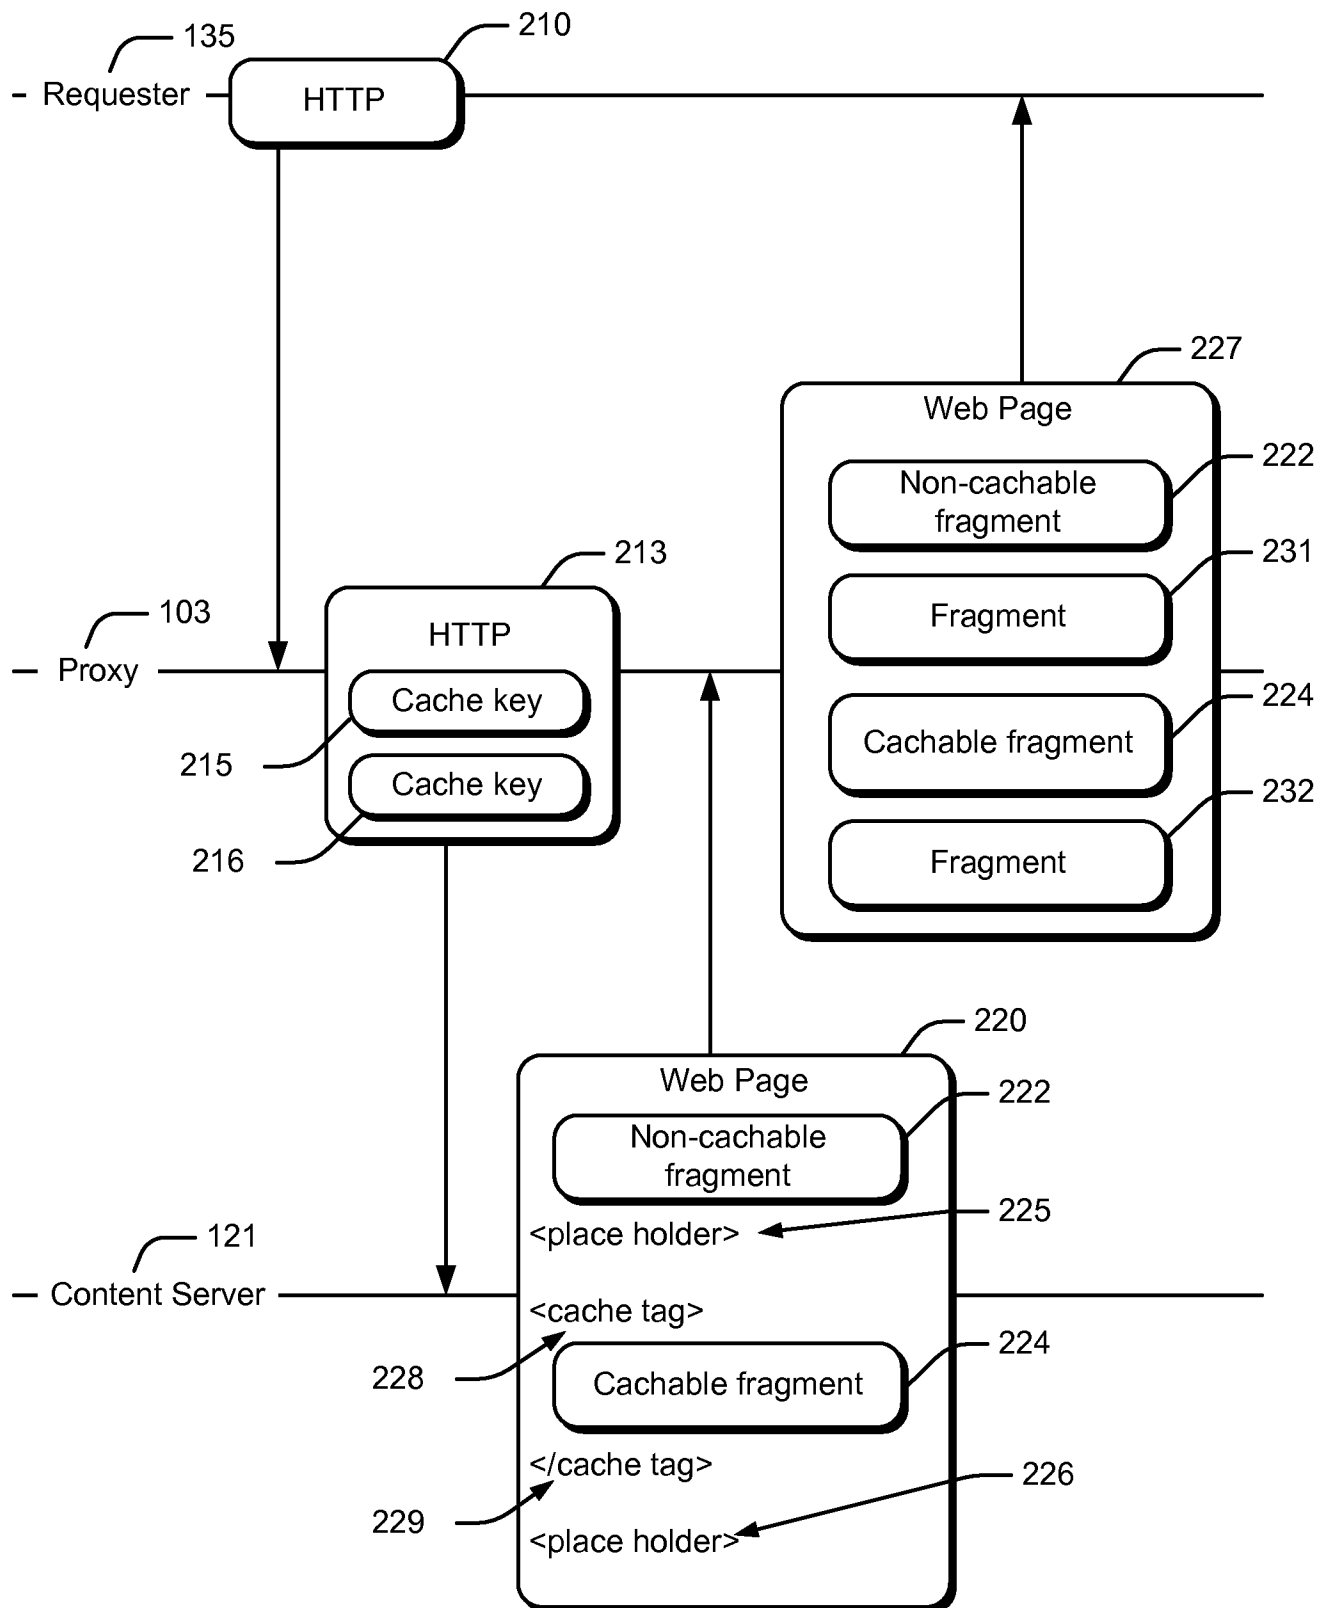 135
210
Requester
HTTP
227
Web Page
222
Non-cachable
fragment
231
Fragment
213
103
HTTP
Proxy
Cache key
224
Cachable fragment
215
Cache key
232
216
Fragment
220
Web Page
222
Non-cachable
fragment
225
<place holder>
121
Content Server
<cache tag>
224
228
Cachable fragment
</cache tag>
226
229
<place holder>